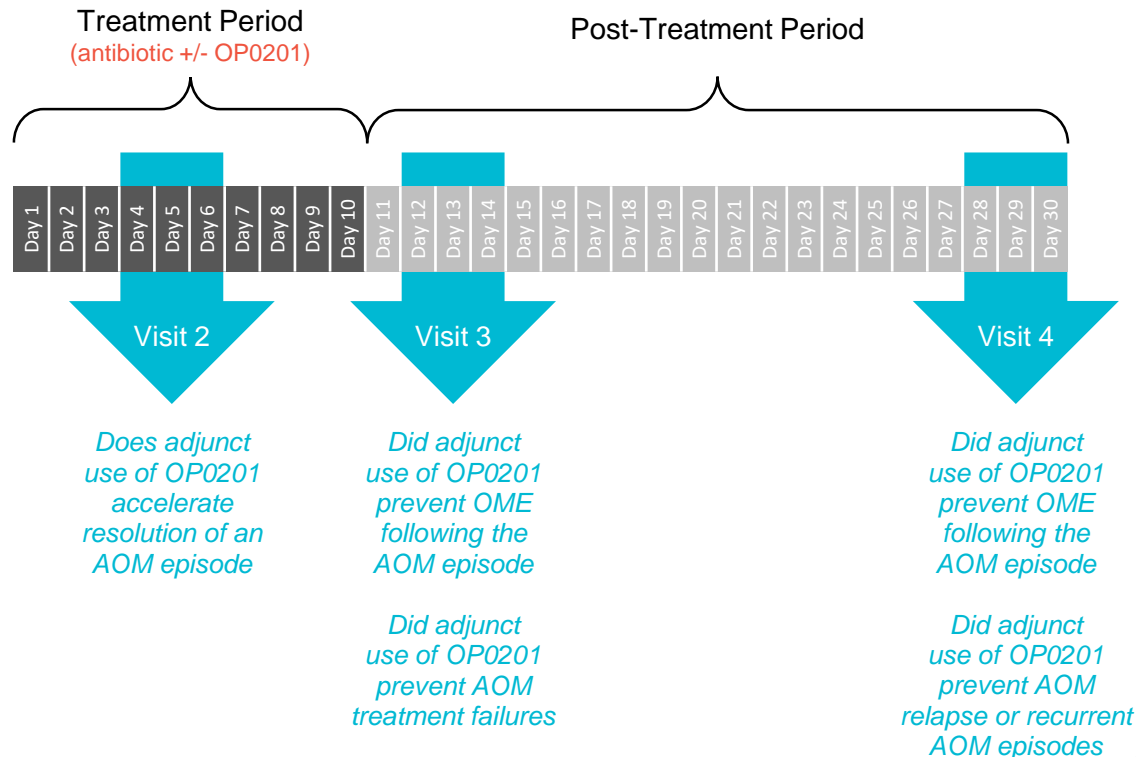 Treatment Period
(antibiotic +/- OP0201)
Post-Treatment Period
Day 1
Day 2
Day 3
Day 4
Day 5
Day 6
Day 7
Day 8
Day 9
Day 10
Day 11
Day 12
Day 13
Day 14
Day 15
Day 16
Day 17
Day 18
Day 19
Day 20
Day 21
Day 22
Day 23
Day 24
Day 25
Day 26
Day 27
Day 28
Day 29
Day 30
Visit 2
Does adjunct
use of OP0201
accelerate
resolution of an
AOM episode
Visit 3
Did adjunct
use of OP0201
prevent OME
following the
AOM episode
Did adjunct
use of OP0201
prevent AOM
treatment failures
Visit 4
Did adjunct
use of OP0201
prevent OME
following the
AOM episode
Did adjunct
use of OP0201
prevent AOM
relapse or recurrent
AOM episodes